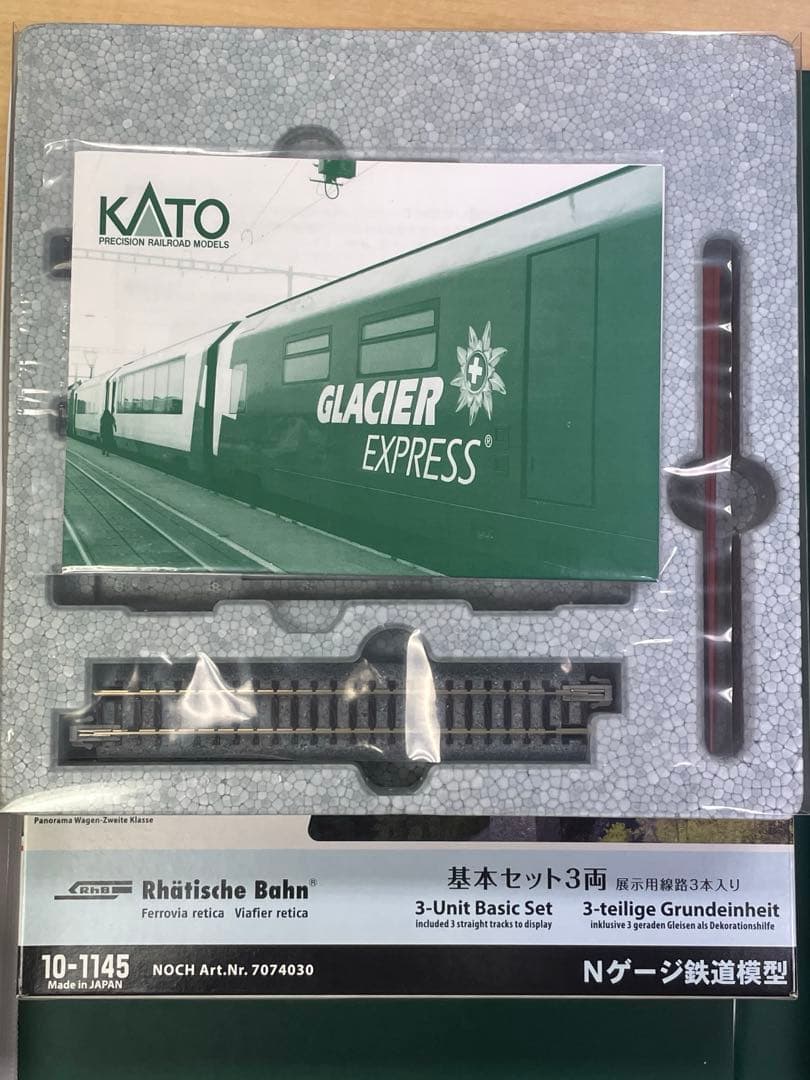 KATO
PRECISION RAILROAD MODELS
GLACIER
EXPRESS®
Panorama Wagen-Zweite Klasse
RhB Rhätische Bahn®
Ferrovia retica Viafier retica
基本セット3両 展示用線路3本入り
3-Unit Basic Set
included 3 straight tracks to display
3-teilige Grundeinheit
inklusive 3 geraden Gleisen als Dekorationshilfe
10-1145
Made in JAPAN
NOCH Art.Nr. 7074030
Nゲージ鉄道模型